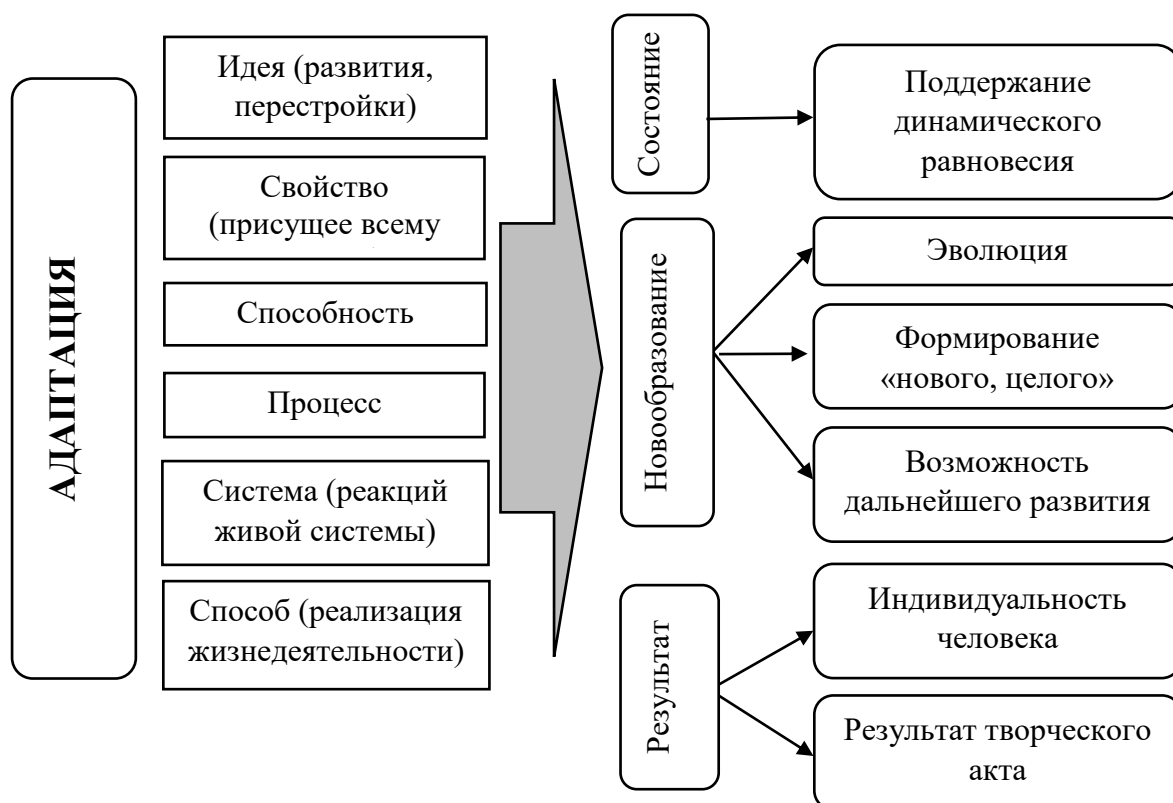 АДАПТАЦИЯ
Идея (развития,
перестройки)
Свойство
(присущее всему
Способность
Процесс
Система (реакций
живой системы)
Способ (реализация
жизнедеятельности)
Состояние
Поддержание
динамического
равновесия
Новообразование
Эволюция
Формирование
«нового, целого»
Возможность
дальнейшего развития
Результат
Индивидуальность
человека
Результат творческого
акта